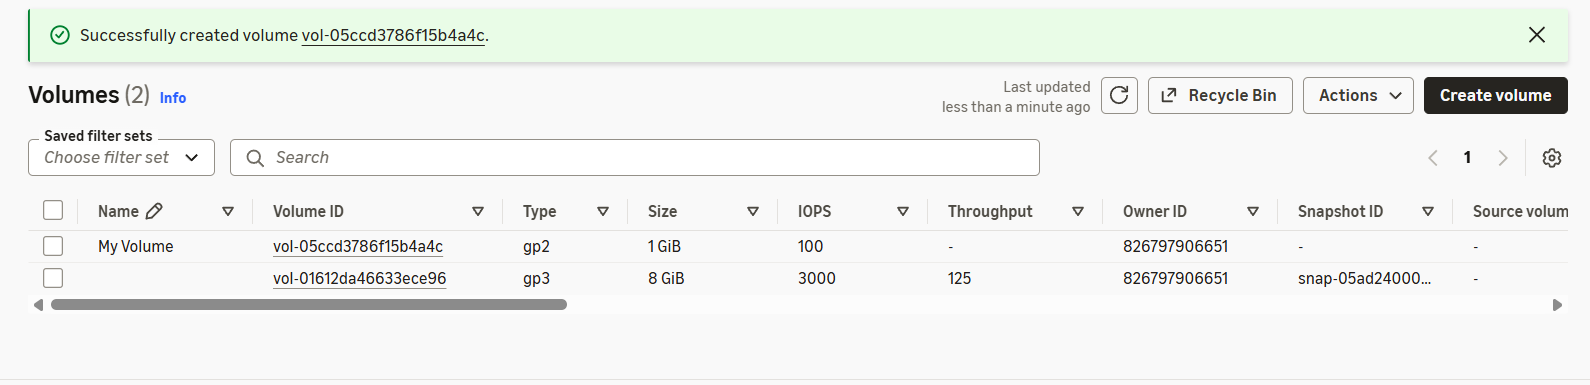 Successfully created volume vol-05ccd3786f15b4a4c.
Volumes (2) Info
Last updated
less than a minute ago
Recycle Bin
Actions
Create volume
Saved filter sets
Choose filter set
Search
1
Name Volume ID Type Size IOPS Throughput Owner ID Snapshot ID Source volum
My Volume vol-05ccd3786f15b4a4c gp2 1 GiB 100 - 826797906651 - -
vol-01612da46633ece96 gp3 8 GiB 3000 125 826797906651 snap-05ad24000... -